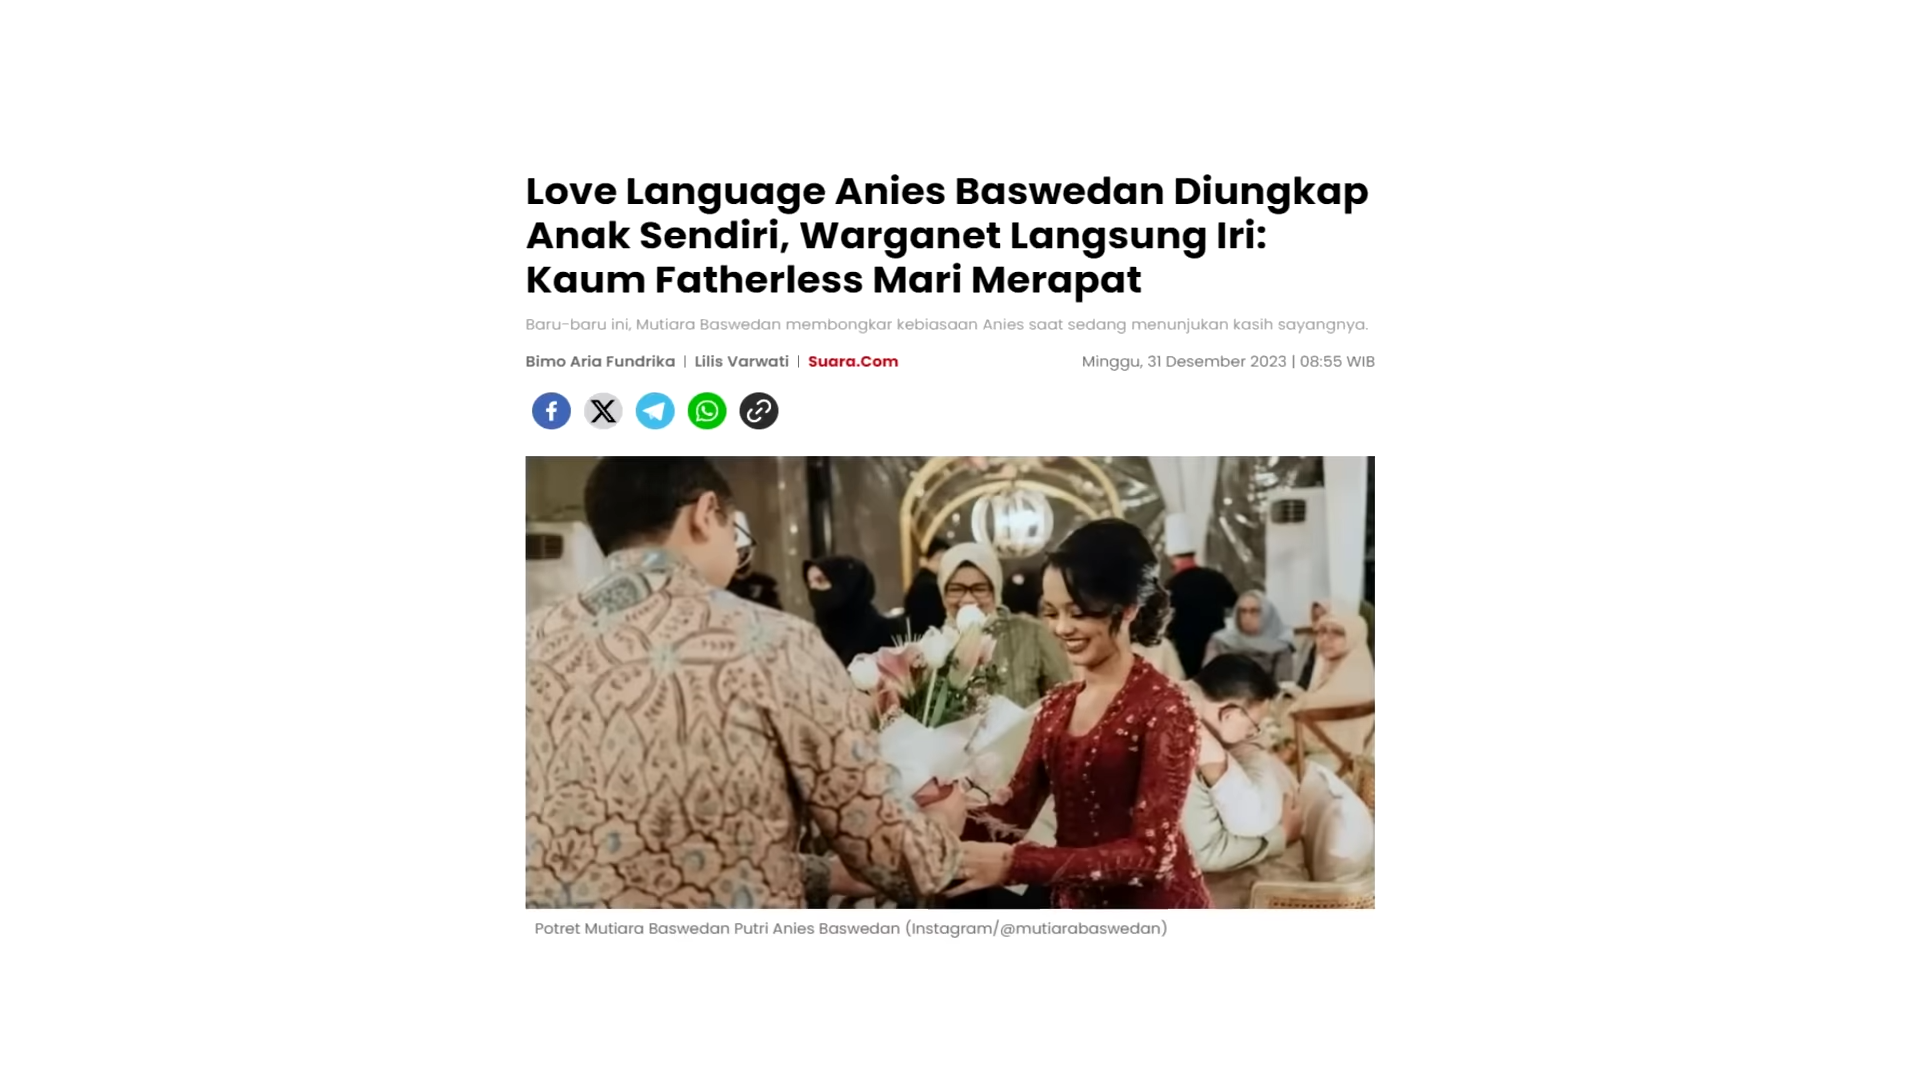 Love Language Anies Baswedan Diungkap
Anak Sendiri, Warganet Langsung Iri:
Kaum Fatherless Mari Merapat
Baru-baru ini, Mutiara Baswedan membongkar kebiasaan Anies saat sedang menunjukan kasih sayangnya.
Bimo Aria Fundrika | Lilis Varwati | Suara.Com
Minggu, 31 Desember 2023 | 08:55 WIB
Potret Mutiara Baswedan Putri Anies Baswedan (Instagram/@mutiarabaswedan)